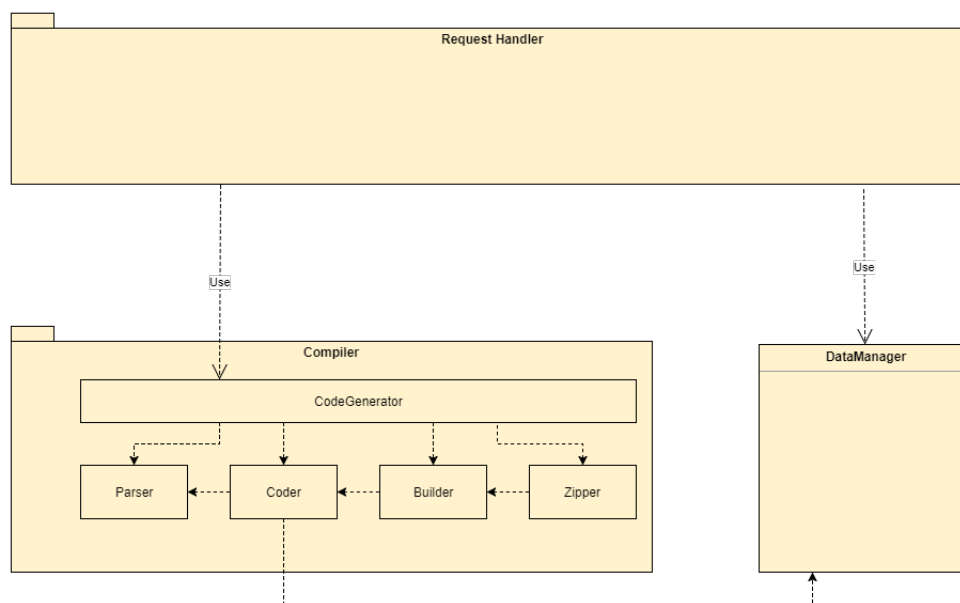 Request Handler
Use
Use
Compiler
DataManager
CodeGenerator
Parser
Coder
Builder
Zipper